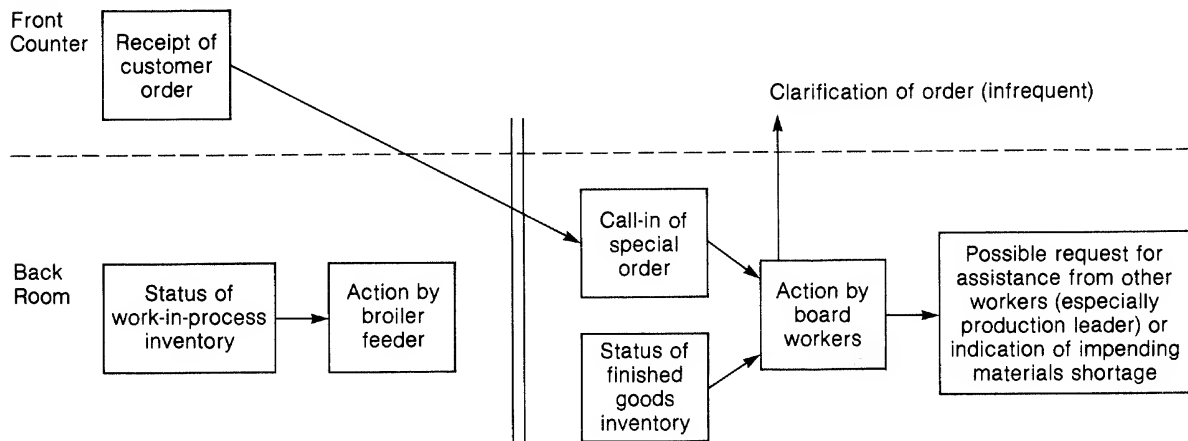 Front
Counter
Receipt of
customer
order
Clarification of order (infrequent)
Back
Room
Status of
work-in-process
inventory
Action by
broiler
feeder
Call-in of
special
order
Status of
finished
goods
inventory
Action by
board
workers
Possible request for
assistance from other
workers (especially
production leader) or
indication of impending
materials shortage